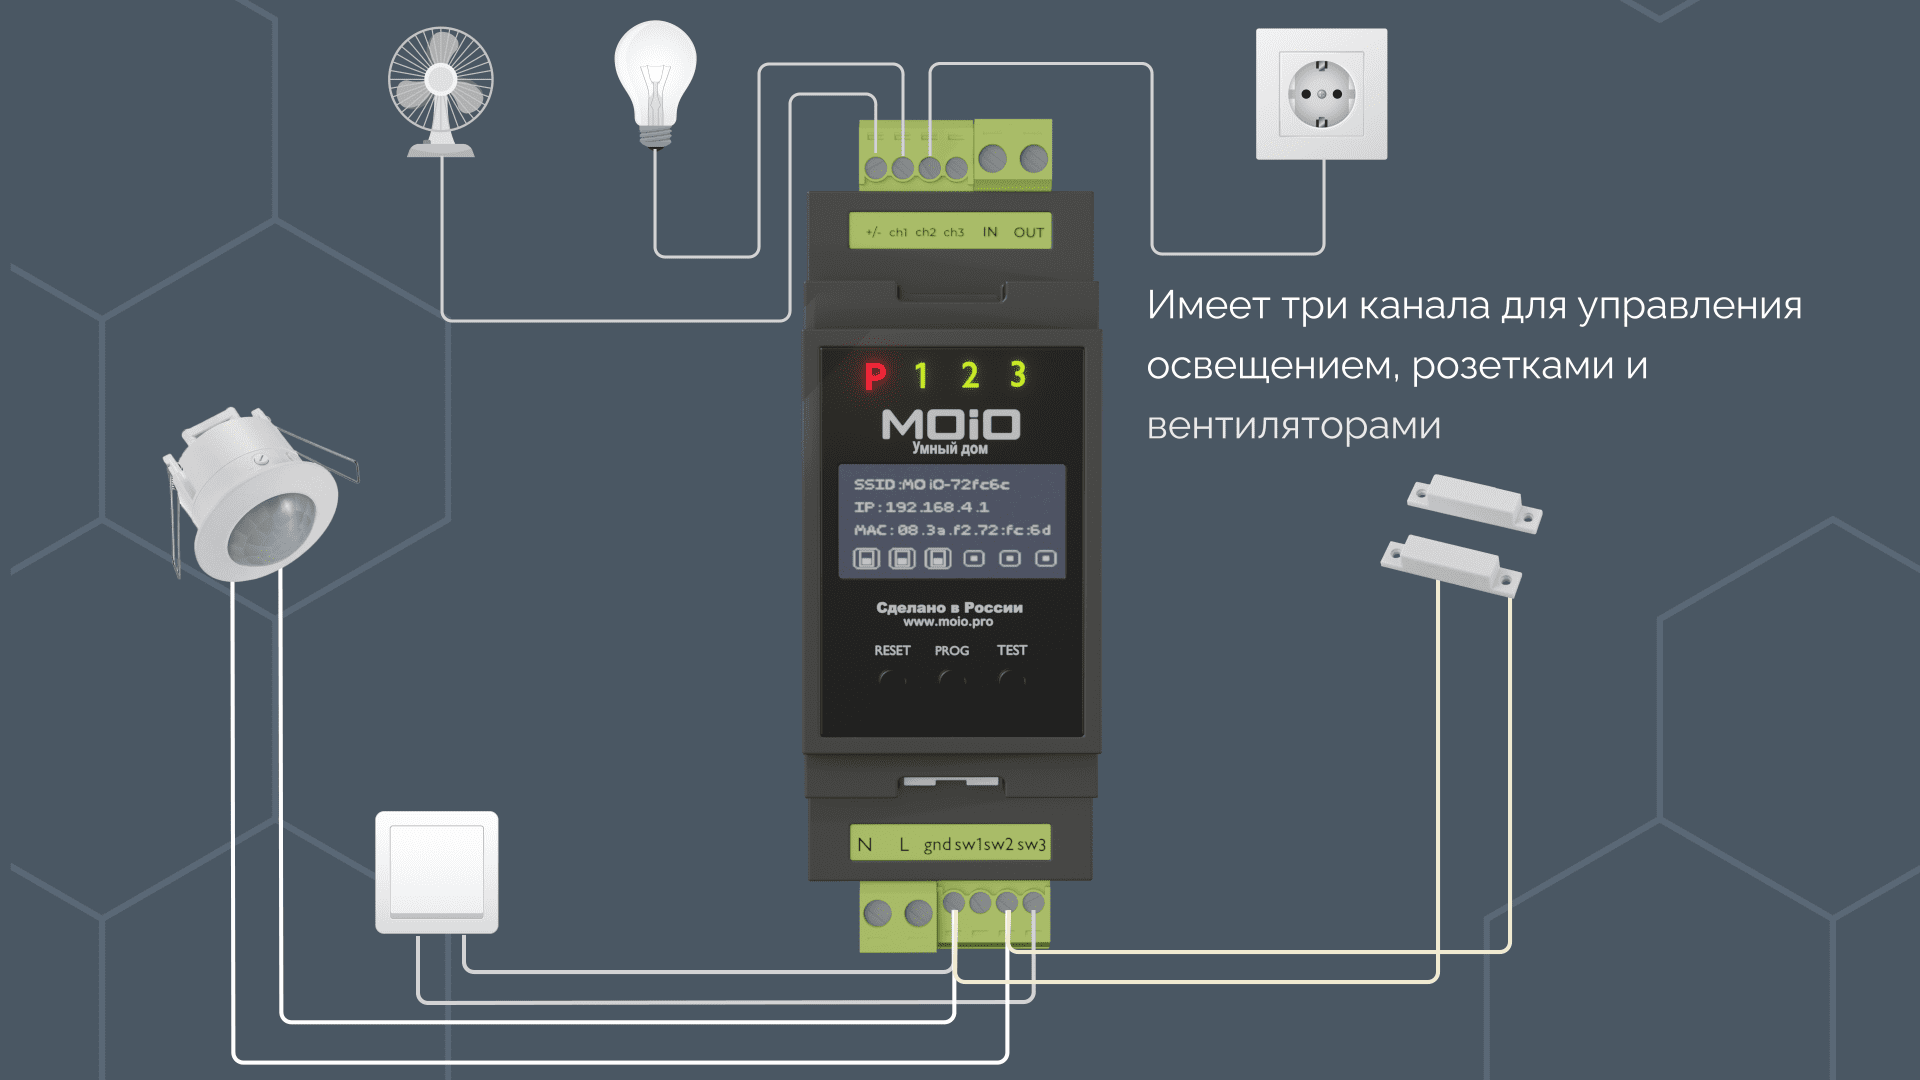 +/- ch1 ch2 ch3 IN OUT
Имеет три канала для управления
освещением, розетками и
вентиляторами
P 1 2 3
MOiO
Умный дом
SSID:MOiO-72fc6c
IP:192.168.4.1
MAC:08.3a.f2.72:fc:6d
Сделано в России
www.moio.pro
RESET PROG TEST
N L gnd sw1 sw2 sw3